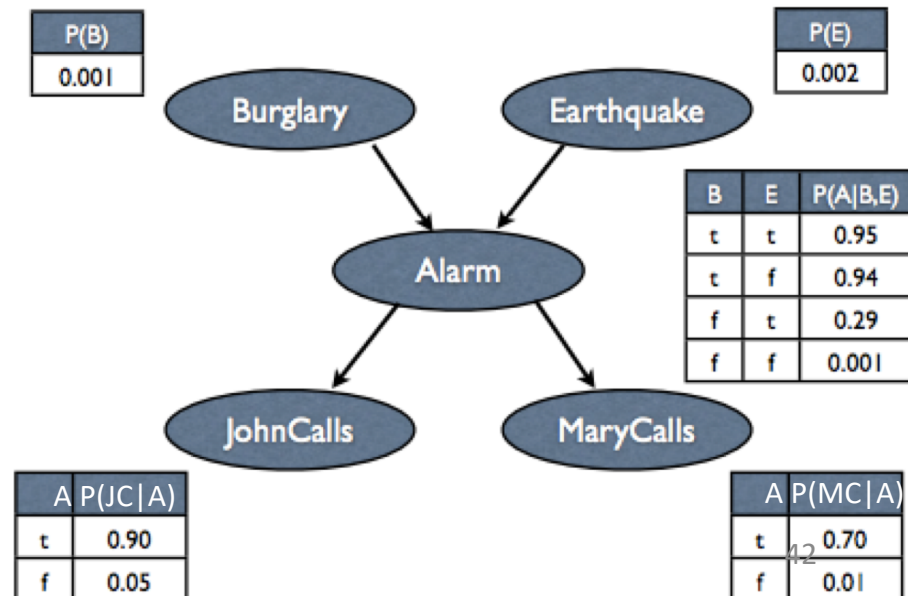 P(B)
0.001
P(E)
0.002
Burglary
Earthquake
B E P(A|B,E)
t t 0.95
t f 0.94
f t 0.29
f f 0.001
Alarm
JohnCalls
MaryCalls
A P(JC|A)
t 0.90
f 0.05
A P(MC|A)
t 0.70
42
f 0.01